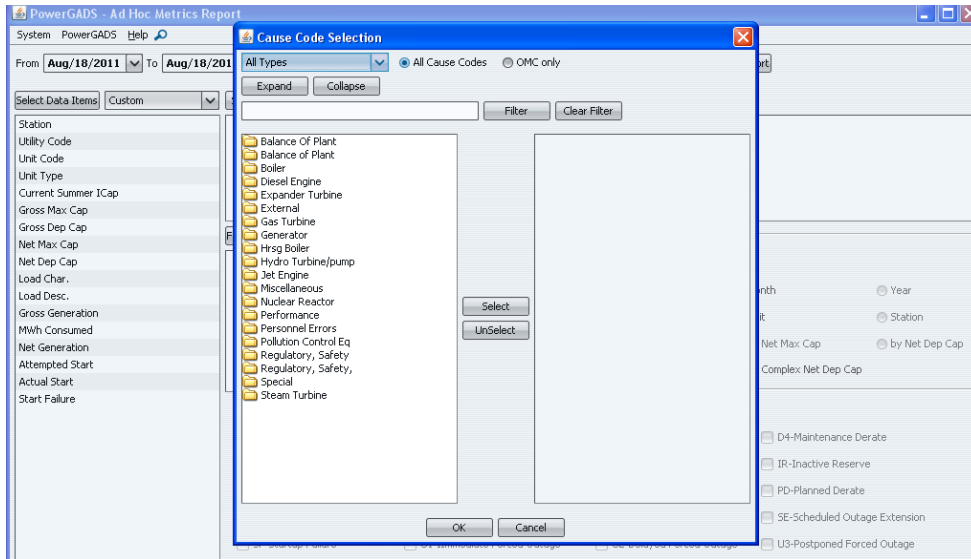 PowerGADS - Ad Hoc Metrics Report
System PowerGADS Help
From Aug/18/2011 To Aug/18/201
Select Data Items Custom
Station
Utility Code
Unit Code
Unit Type
Current Summer ICap
Gross Max Cap
Gross Dep Cap
Net Max Cap
Net Dep Cap
Load Char.
Load Desc.
Gross Generation
MWh Consumed
Net Generation
Attempted Start
Actual Start
Start Failure
Cause Code Selection
All Types All Cause Codes OMC only
Expand Collapse
Filter Clear Filter
Balance Of Plant
Balance of Plant
Boiler
Diesel Engine
Expander Turbine
External
Gas Turbine
Generator
Hrsg Boiler
Hydro Turbine/pump
Jet Engine
Miscellaneous
Nuclear Reactor
Performance
Personnel Errors
Pollution Control Eq
Regulatory, Safety
Regulatory, Safety,
Special
Steam Turbine
Select
UnSelect
OK Cancel
ort
onth Year
it Station
Net Max Cap by Net Dep Cap
Complex Net Dep Cap
D4-Maintenance Derate
IR-Inactive Reserve
PD-Planned Derate
SE-Scheduled Outage Extension
U3-Postponed Forced Outage